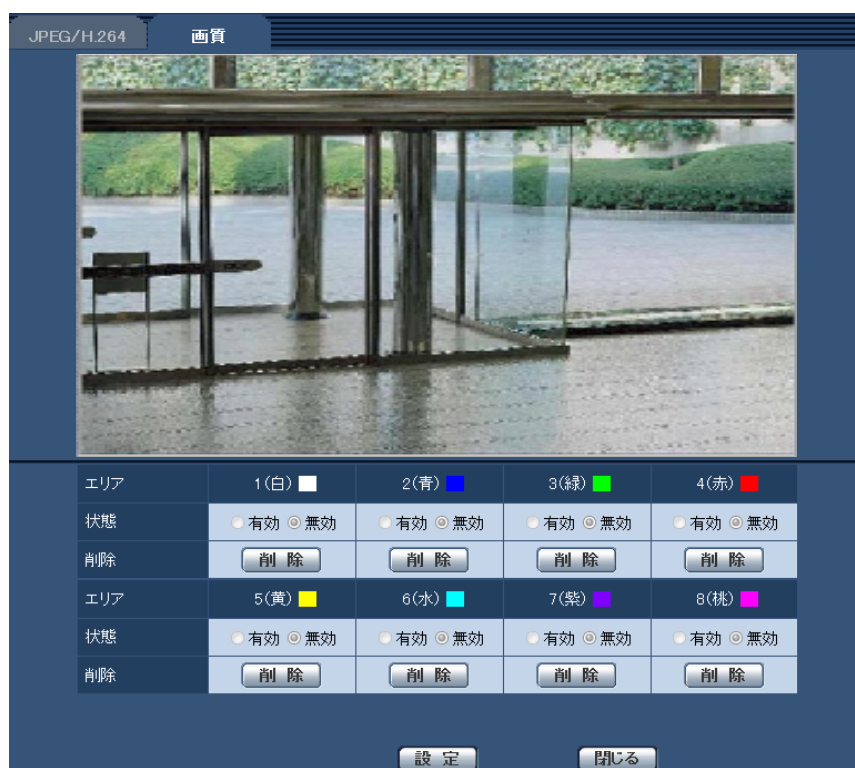 JPEG/H.264 画質
エリア 1(白) 2(青) 3(緑) 4(赤)
状態 有効 無効 有効 無効 有効 無効 有効 無効
削除 削 除 削 除 削 除 削 除
エリア 5(黄) 6(水) 7(紫) 8(桃)
状態 有効 無効 有効 無効 有効 無効 有効 無効
削除 削 除 削 除 削 除 削 除
設 定 閉じる